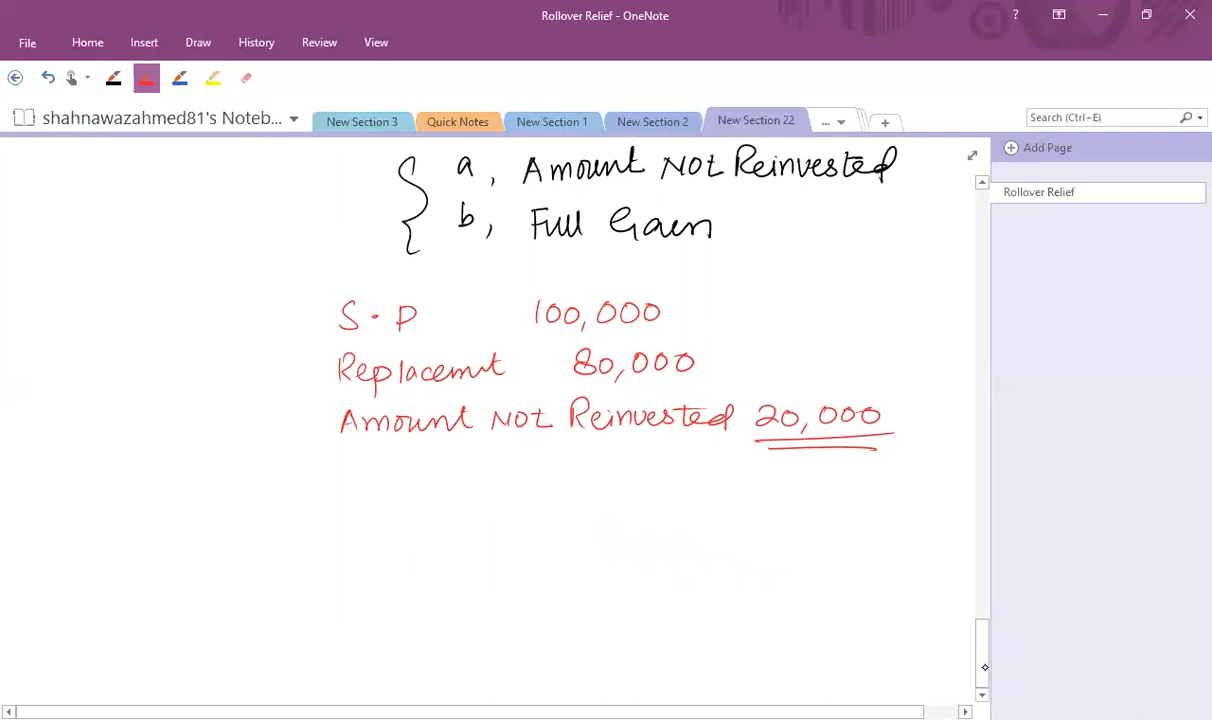 Rollover Relief - OneNote
?
File Home Insert Draw History Review View
shahnawazahmed81's Noteb...
New Section 3 Quick Notes New Section 1 New Section 2 New Section 22 ... +
Search (Ctrl+E)
Add Page
Rollover Relief
a, Amount Not Reinvested
b, Full Gain
S.P 100,000
Replacemnt 80,000
Amount Not Reinvested 20,000